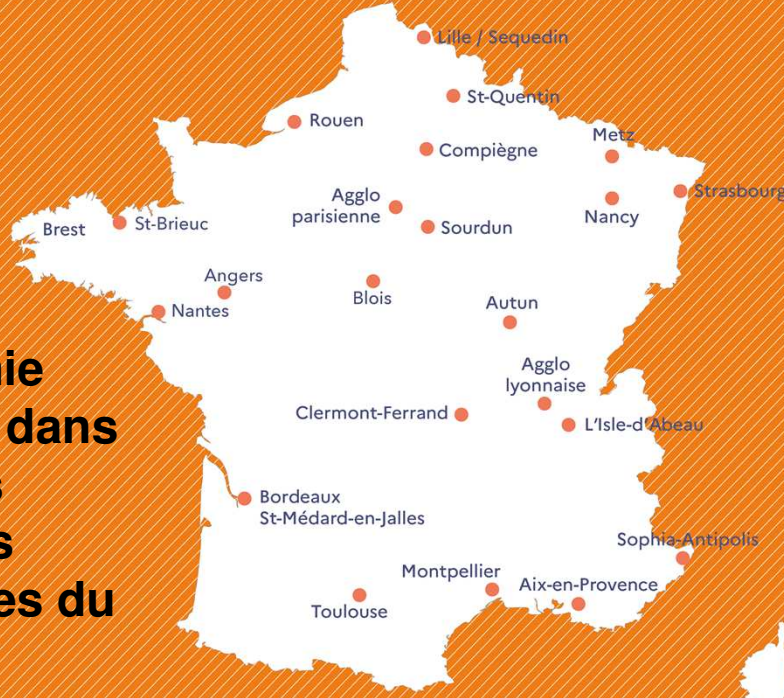 Lille / Sequedin
St-Quentin
Rouen
Compiègne
Metz
Strasbourg
Agglo
parisienne
Nancy
Brest
St-Brieuc
Sourdun
Angers
Blois
Nantes
Autun
Agglo
lyonnaise
dans
Clermont-Ferrand
L'Isle-d'Abeau
Bordeaux
St-Médard-en-Jalles
Sophia-Antipolis
du
Montpellier
Aix-en-Provence
Toulouse